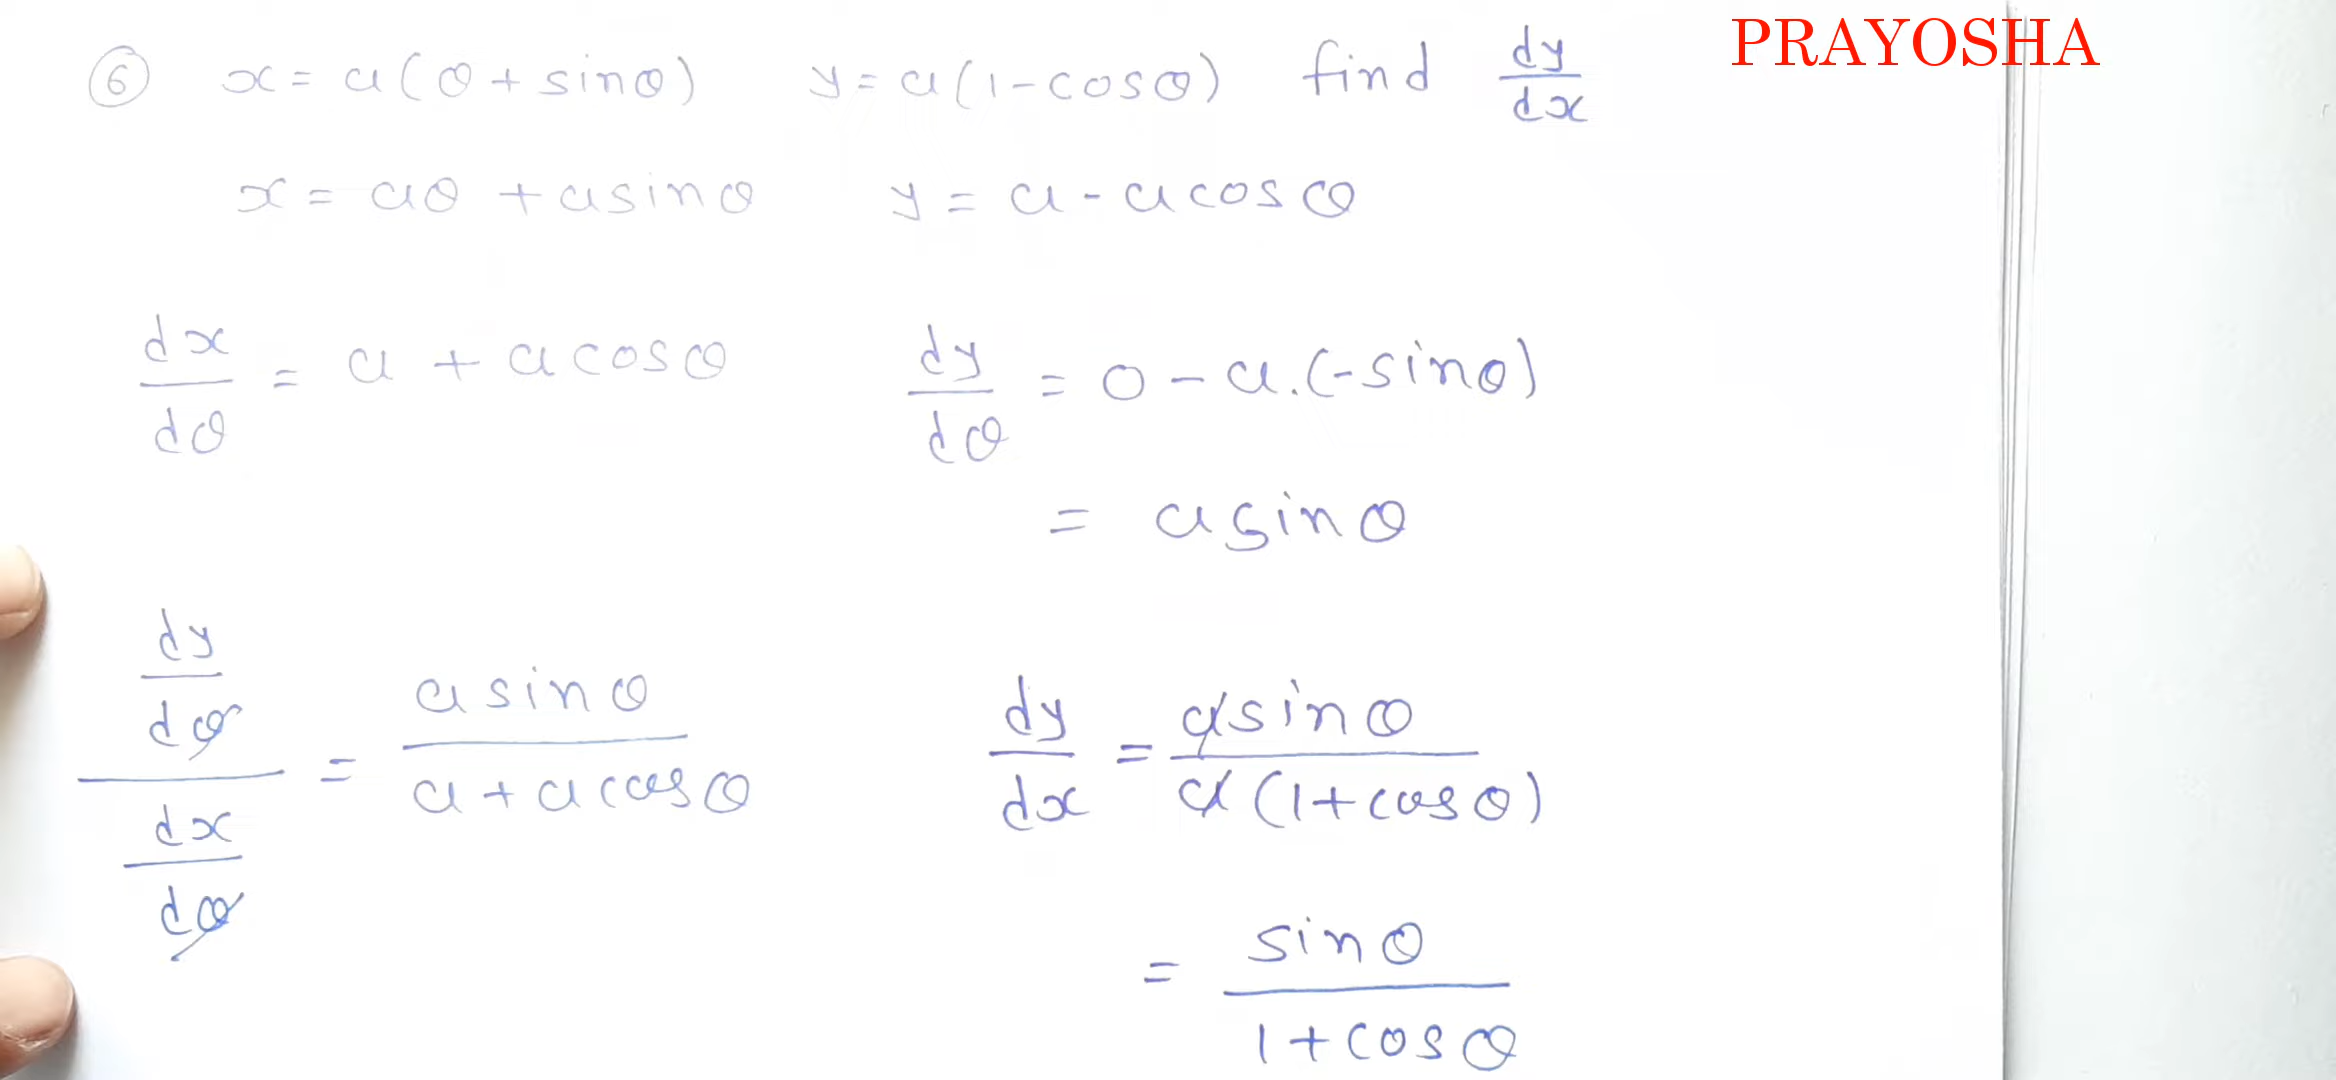 ⑥ x = a(θ + sinθ) y = a(1 - cosθ) find dy/dx
PRAYOSHA
x = aθ + a sinθ y = a - a cosθ
dx/dθ = a + a cosθ dy/dθ = 0 - a.(-sinθ)
= a sinθ
(dy/dθ)/(dx/dθ) = a sinθ/(a + a cosθ) dy/dx = a sinθ/(a(1 + cosθ))
= sinθ/(1 + cosθ)